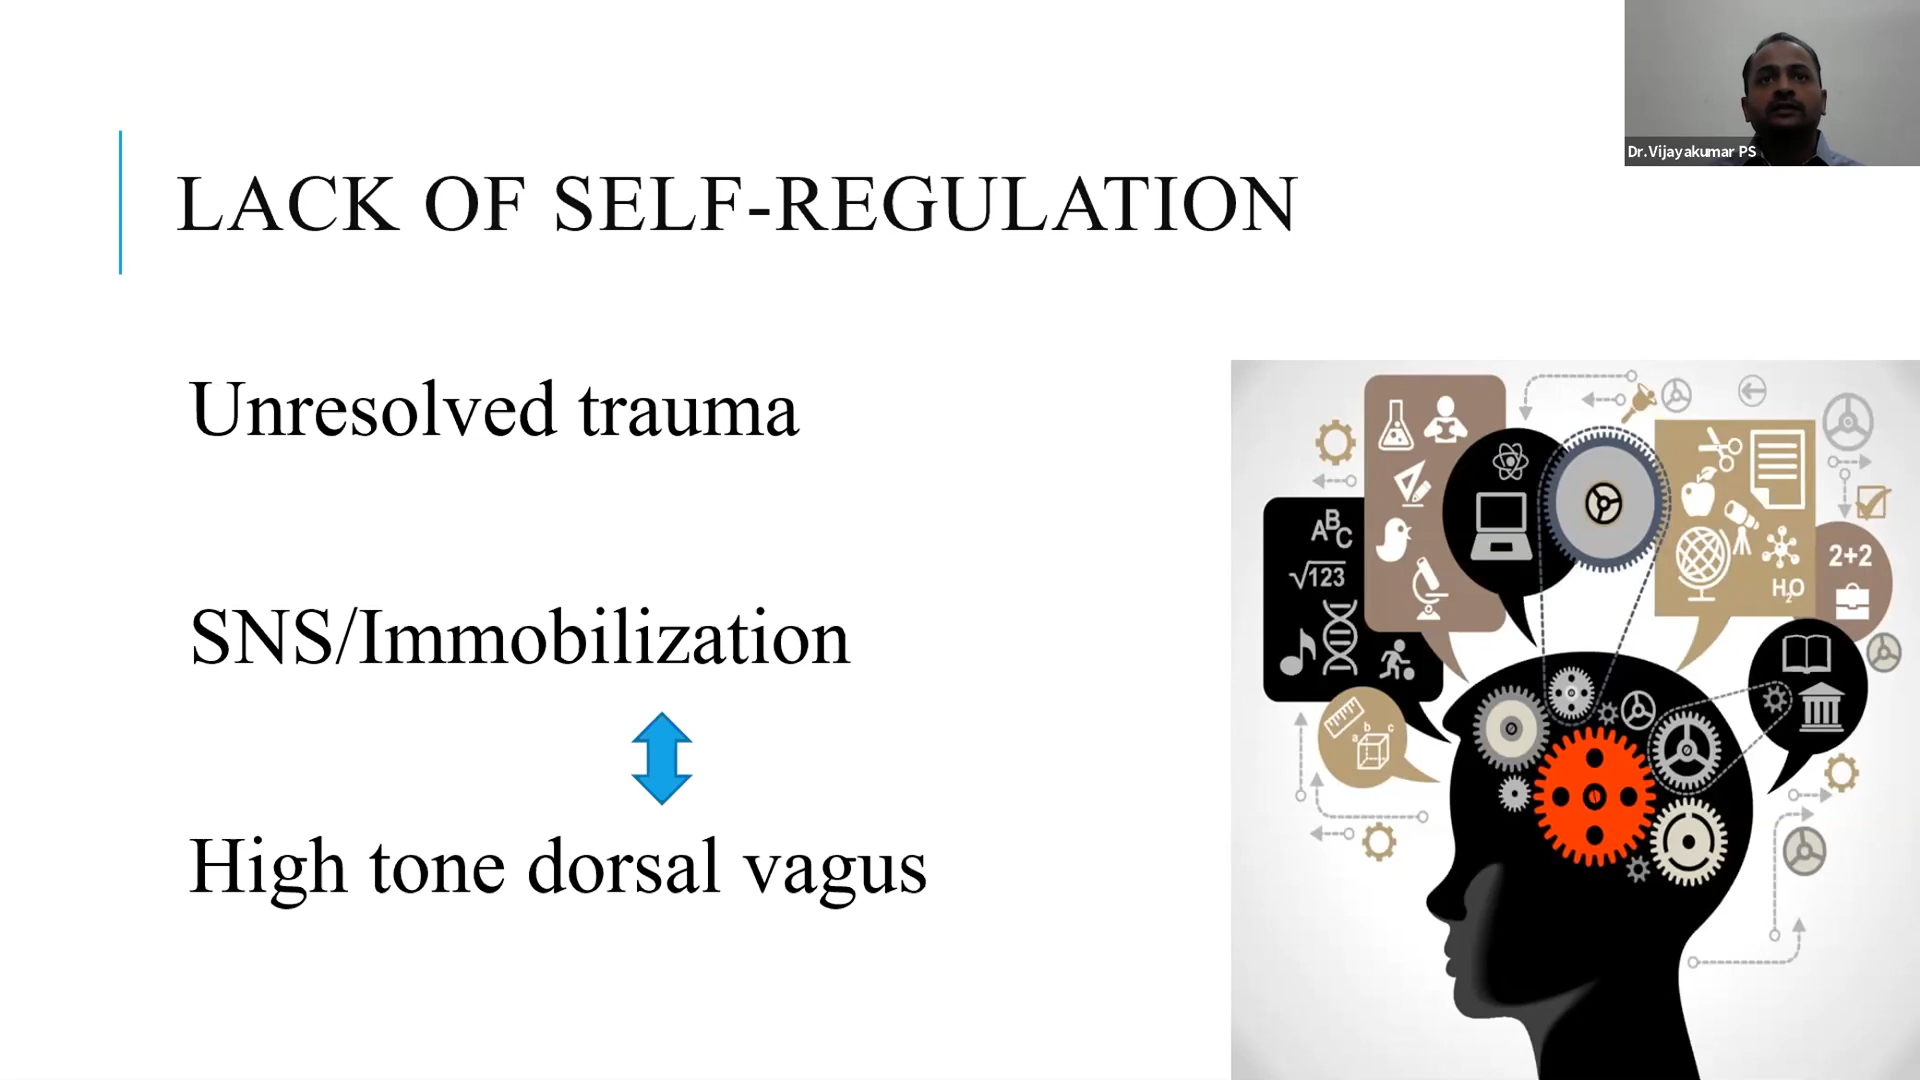 Dr.Vijayakumar PS
LACK OF SELF-REGULATION
Unresolved trauma
SNS/Immobilization
High tone dorsal vagus
ABC
√123
2+2
H₂O
a b c